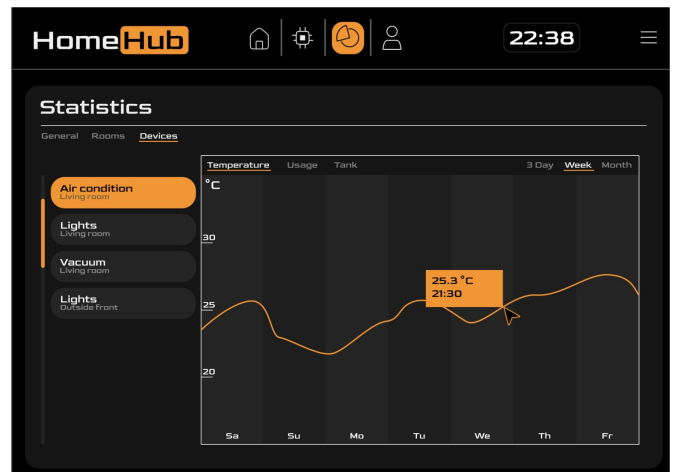 HomeHub
22:38
Statistics
General Rooms Devices
Temperature Usage Tank 3 Day Week Month
Air condition
Living room
Lights
Living room
Vacuum
Living room
Lights
Outside front
°C
30
25
20
25.3 °C
21:30
Sa Su Mo Tu We Th Fr